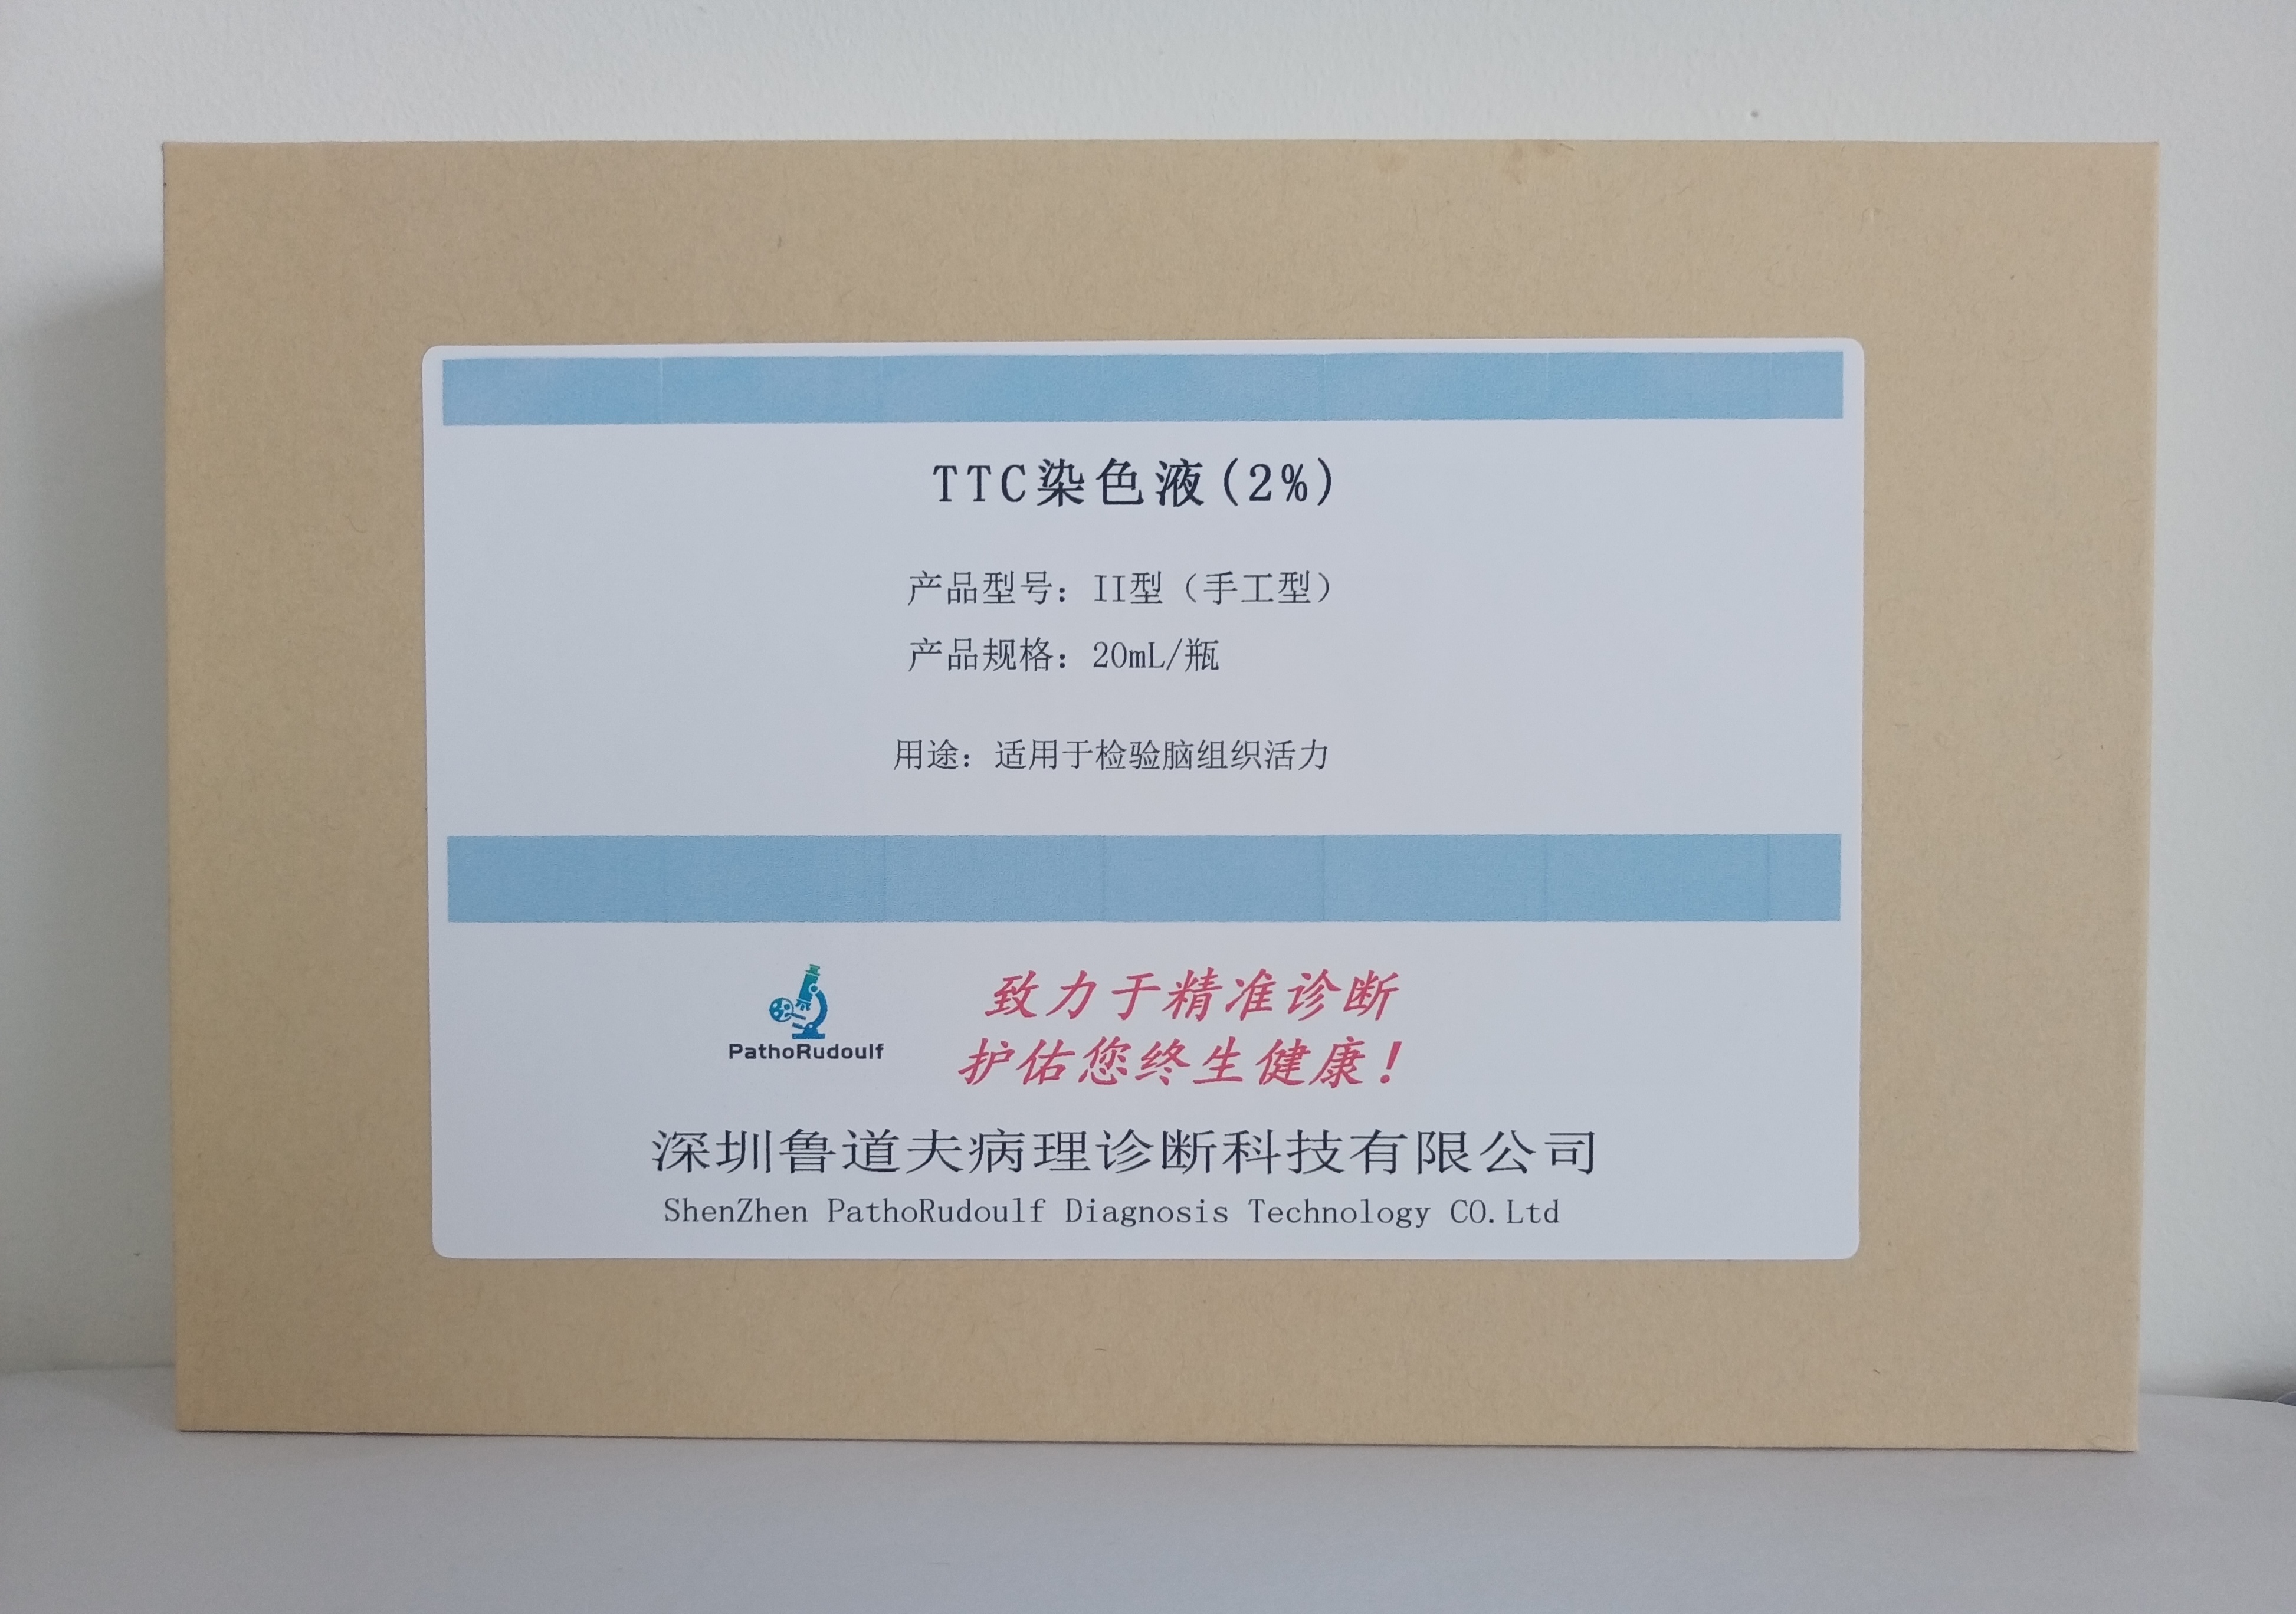 TTC染色液(2%)
产品型号：II型（手工型）
产品规格：20mL/瓶
用途：适用于检验脑组织活力
致力于精准诊断
PathoRudoulf
护佑您终生健康！
深圳鲁道夫病理诊断科技有限公司
ShenZhen PathoRudoulf Diagnosis Technology CO.Ltd